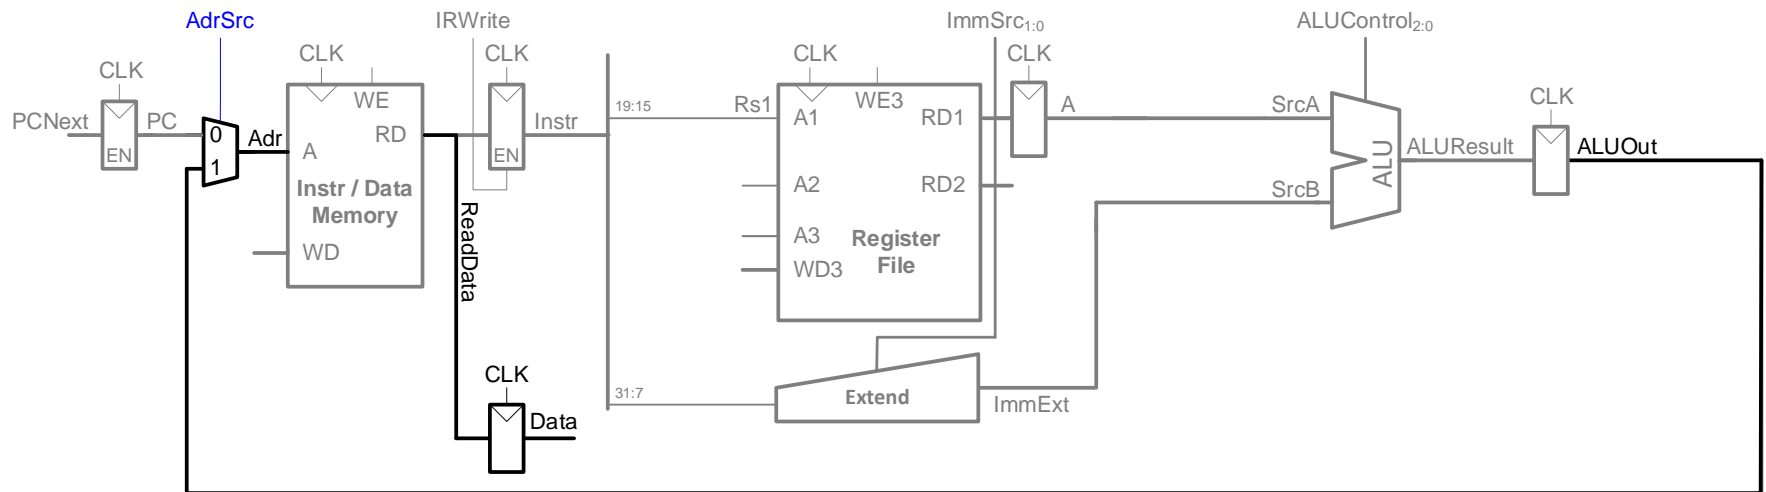 AdrSrc
IRWrite
ImmSrc1:0
ALUControl2:0
CLK
CLK
CLK
CLK
CLK
CLK
PCNext
PC
EN
0
1
Adr
WE
RD
A
Instr / Data
Memory
WD
ReadData
EN
Instr
19:15
Rs1
A1
WE3
RD1
A2
RD2
A3
WD3
Register
File
A
SrcA
SrcB
ALU
ALUResult
ALUOut
CLK
Data
31:7
Extend
ImmExt